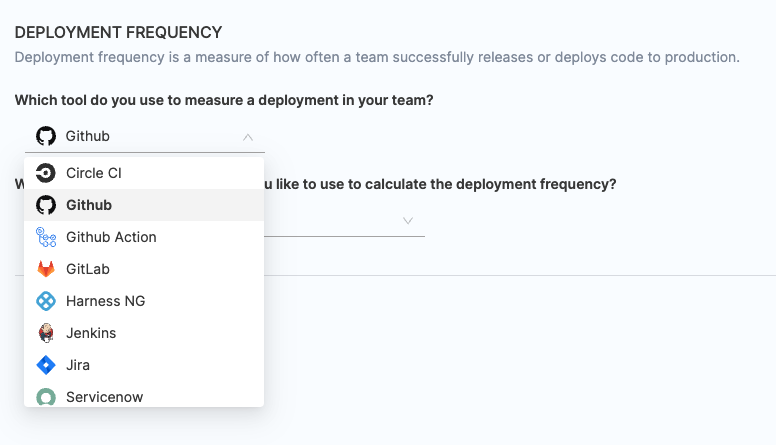 DEPLOYMENT FREQUENCY
Deployment frequency is a measure of how often a team successfully releases or deploys code to production.
Which tool do you use to measure a deployment in your team?
Github
W
like to use to calculate the deployment frequency?
Circle CI
Github
Github Action
GitLab
Harness NG
Jenkins
Jira
Servicenow